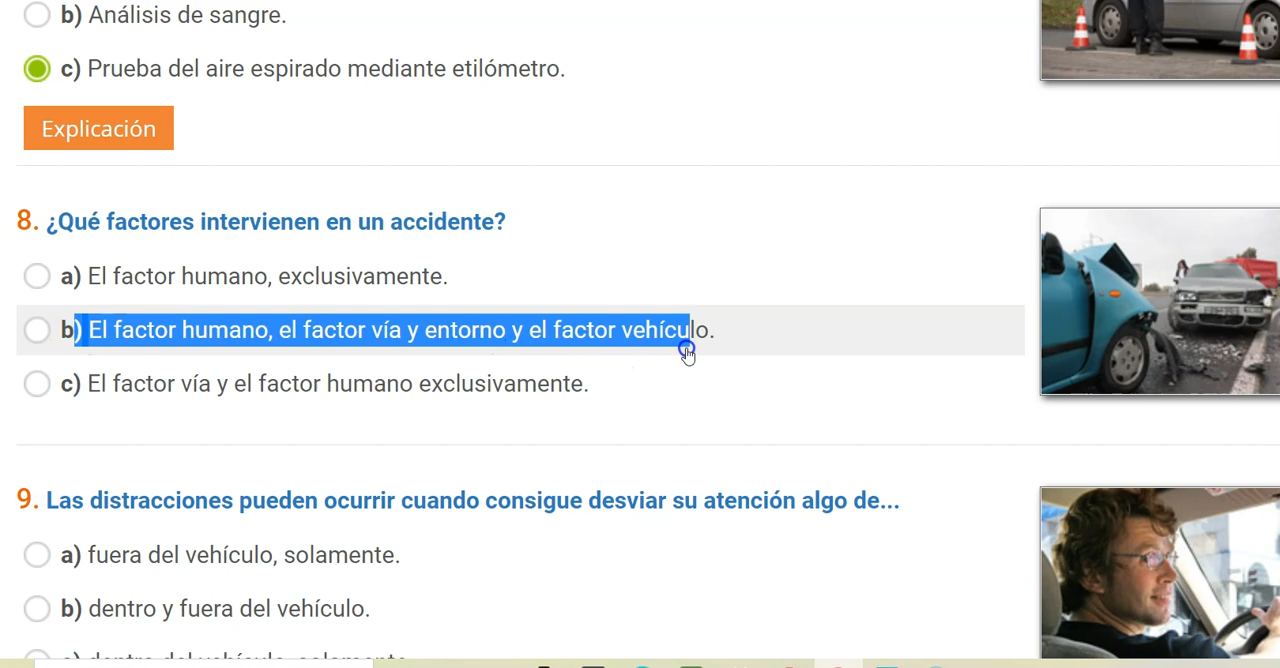 b) Análisis de sangre.
c) Prueba del aire espirado mediante etilómetro.
Explicación
8. ¿Qué factores intervienen en un accidente?
a) El factor humano, exclusivamente.
b) El factor humano, el factor vía y entorno y el factor vehículo.
c) El factor vía y el factor humano exclusivamente.
9. Las distracciones pueden ocurrir cuando consigue desviar su atención algo de...
a) fuera del vehículo, solamente.
b) dentro y fuera del vehículo.